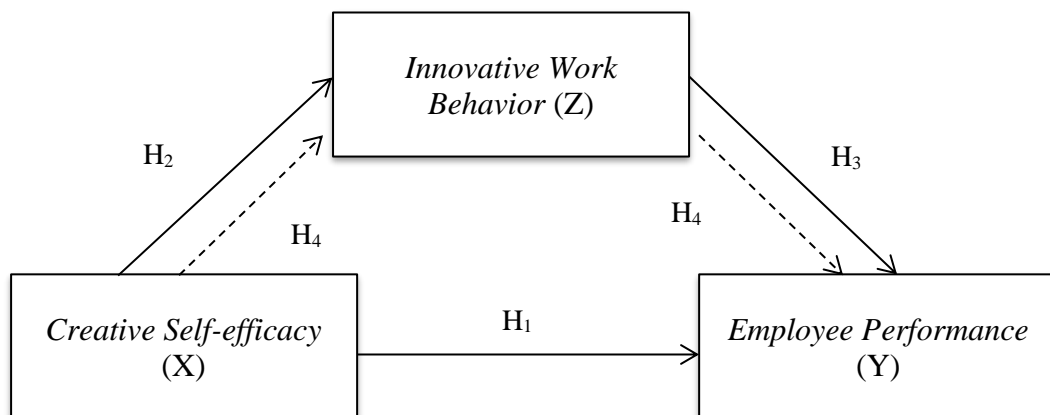 Innovative Work
Behavior (Z)
H₂
H₃
H₄
H₄
Creative Self-efficacy
(X)
H₁
Employee Performance
(Y)